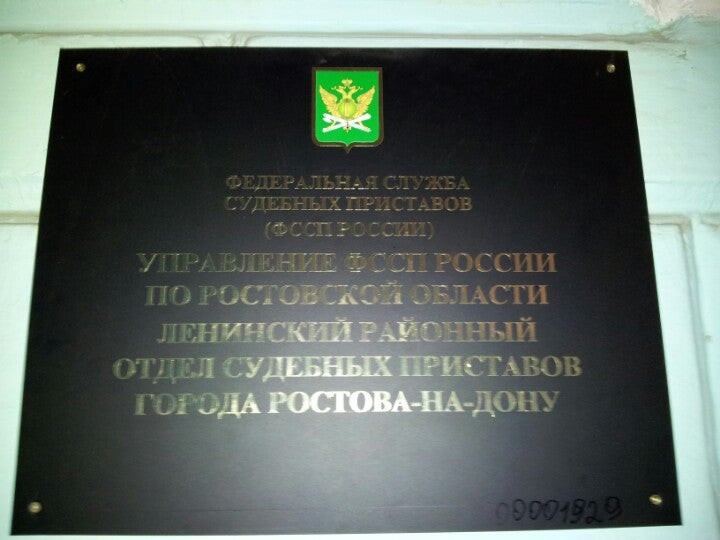 ФЕДЕРАЛЬНАЯ СЛУЖБА
СУДЕБНЫХ ПРИСТАВОВ
(ФССП РОССИИ)
УПРАВЛЕНИЕ ФССП РОССИИ
ПО РОСТОВСКОЙ ОБЛАСТИ
ЛЕНИНСКИЙ РАЙОННЫЙ
ОТДЕЛ СУДЕБНЫХ ПРИСТАВОВ
ГОРОДА РОСТОВА-НА-ДОНУ
00001929